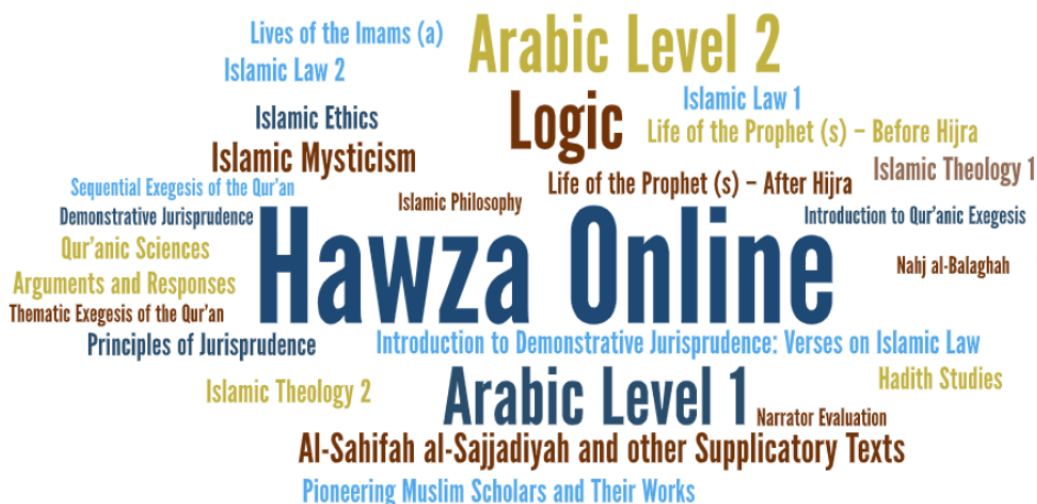 Lives of the Imams (a)
Arabic Level 2
Islamic Law 2
Islamic Law 1
Islamic Ethics
Logic
Life of the Prophet (s) – Before Hijra
Islamic Mysticism
Islamic Theology 1
Sequential Exegesis of the Qur'an
Life of the Prophet (s) – After Hijra
Islamic Philosophy
Demonstrative Jurisprudence
Introduction to Qur'anic Exegesis
Qur'anic Sciences
Hawza Online
Nahj al-Balaghah
Arguments and Responses
Thematic Exegesis of the Qur'an
Principles of Jurisprudence
Introduction to Demonstrative Jurisprudence: Verses on Islamic Law
Islamic Theology 2
Arabic Level 1
Hadith Studies
Narrator Evaluation
Al-Sahifah al-Sajjadiyah and other Supplicatory Texts
Pioneering Muslim Scholars and Their Works